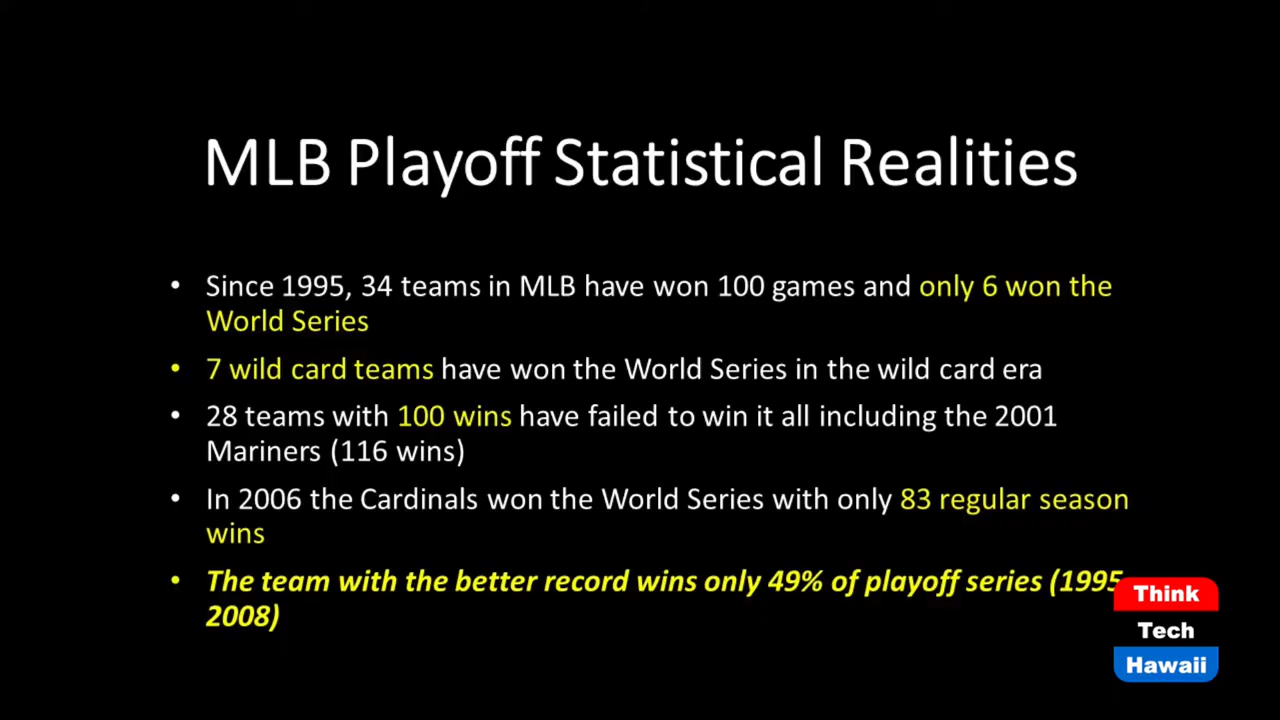 MLB Playoff Statistical Realities
• Since 1995, 34 teams in MLB have won 100 games and only 6 won the
World Series
• 7 wild card teams have won the World Series in the wild card era
• 28 teams with 100 wins have failed to win it all including the 2001
Mariners (116 wins)
• In 2006 the Cardinals won the World Series with only 83 regular season
wins
• The team with the better record wins only 49% of playoff series (1995
2008)
Think
Tech
Hawaii